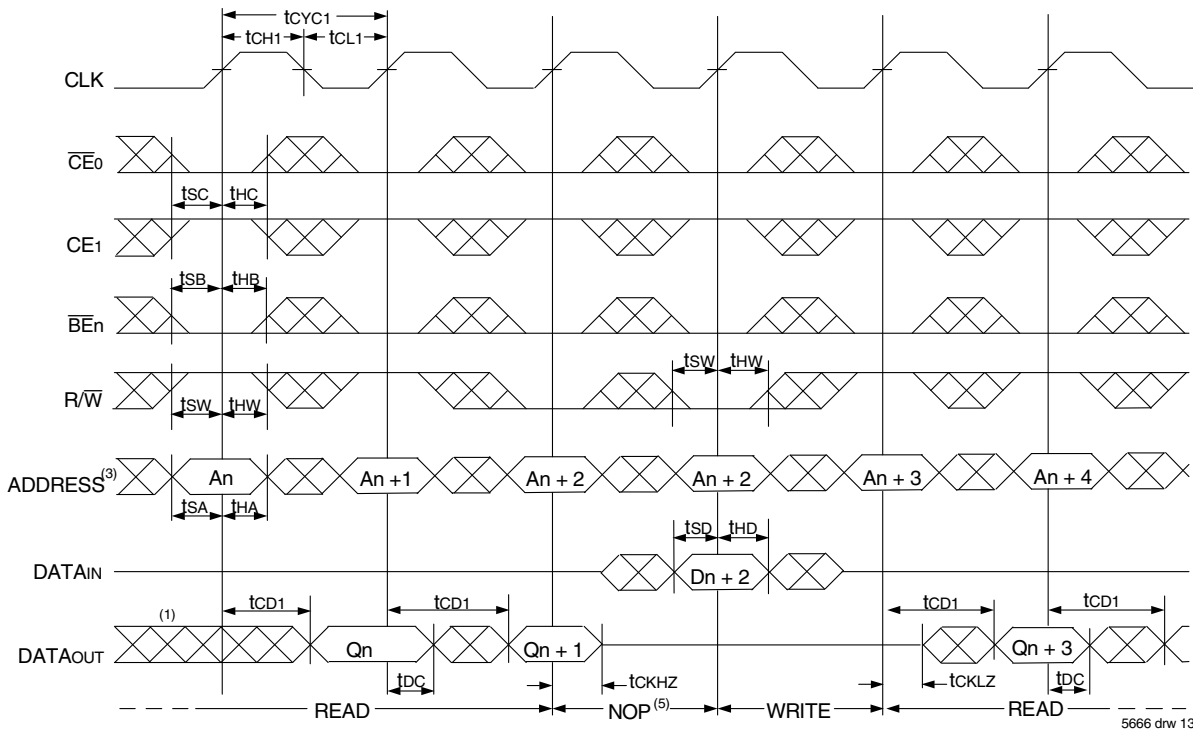 tCYC1
tCH1 tCL1
CLK
CE0
tSC tHC
CE1
tSB tHB
BEn
tSW tHW
R/W
tSW tHW
ADDRESS(3) An An +1 An + 2 An + 2 An + 3 An + 4
tSA tHA
tSD tHD
DATAIN Dn + 2
(1) tCD1 tCD1 tCD1 tCD1
DATAOUT Qn Qn + 1 Qn + 3
tDC tCKHZ tCKLZ tDC
READ NOP(5) WRITE READ
5666 drw 13